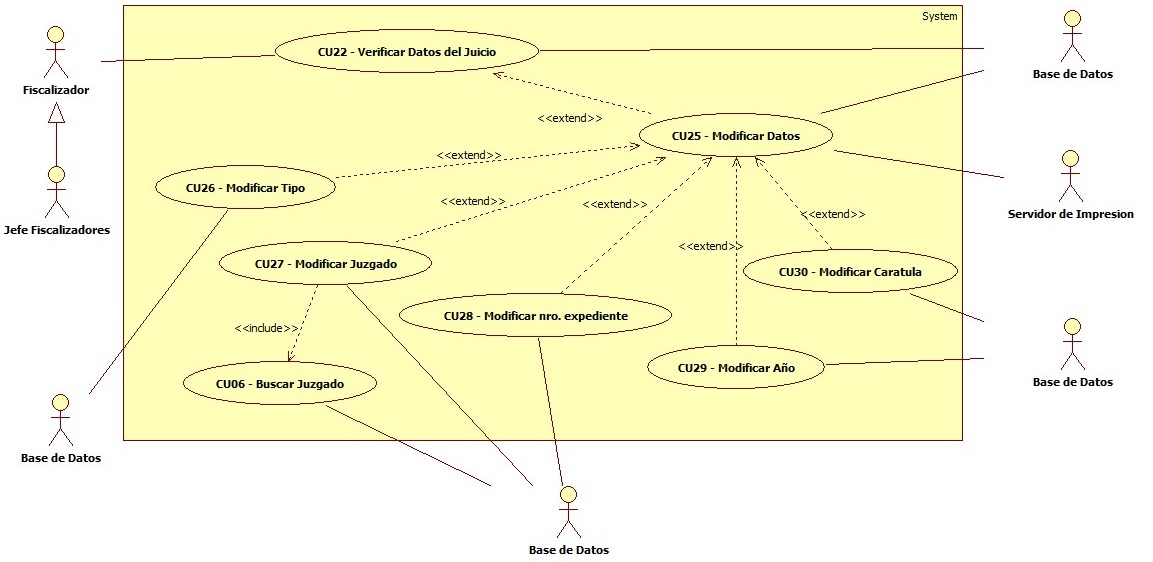 System
CU22 - Verificar Datos del Juicio
Fiscalizador
Base de Datos
<<extend>>
CU25 - Modificar Datos
<<extend>>
CU26 - Modificar Tipo
<<extend>>
<<extend>>
<<extend>>
Servidor de Impresion
Jefe Fiscalizadores
<<extend>>
CU27 - Modificar Juzgado
CU30 - Modificar Caratula
CU28 - Modificar nro. expediente
<<include>>
CU29 - Modificar Año
CU06 - Buscar Juzgado
Base de Datos
Base de Datos
Base de Datos